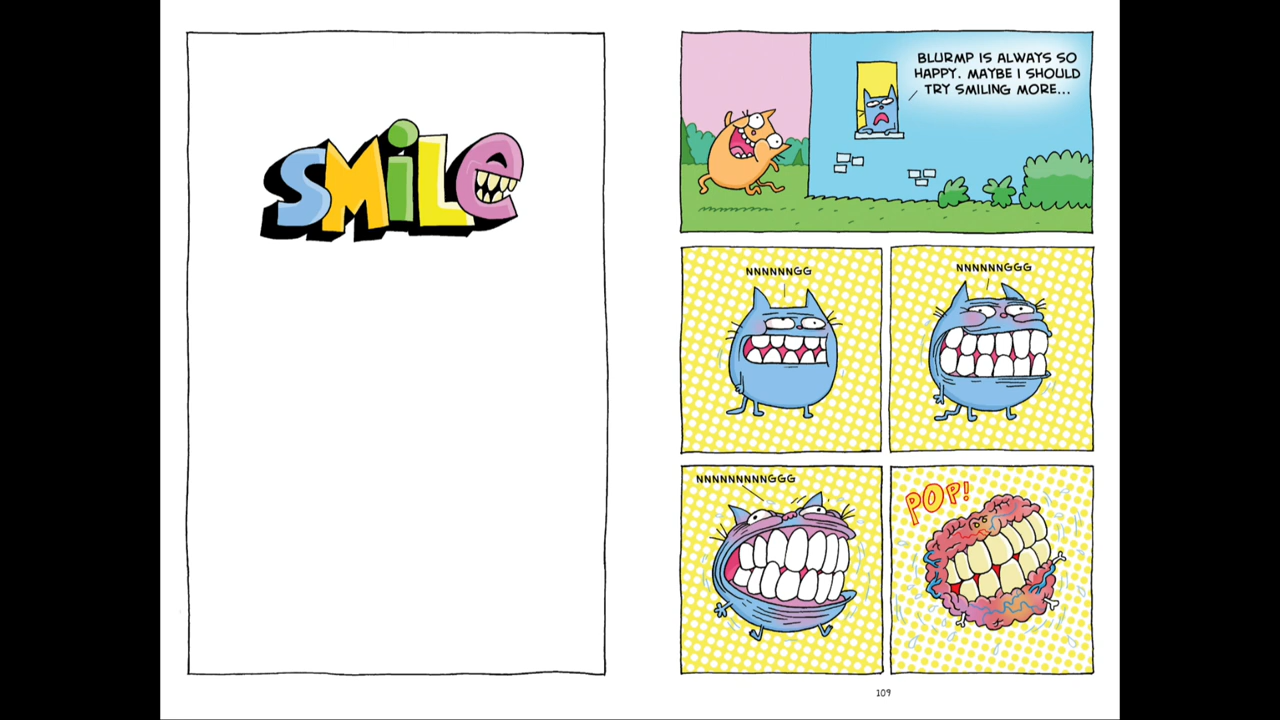 SMiLe
BLURMP IS ALWAYS SO
HAPPY. MAYBE I SHOULD
TRY SMILING MORE...
NNNNNNGG
NNNNNNGGG
NNNNNNNNNGGG
POP!
109